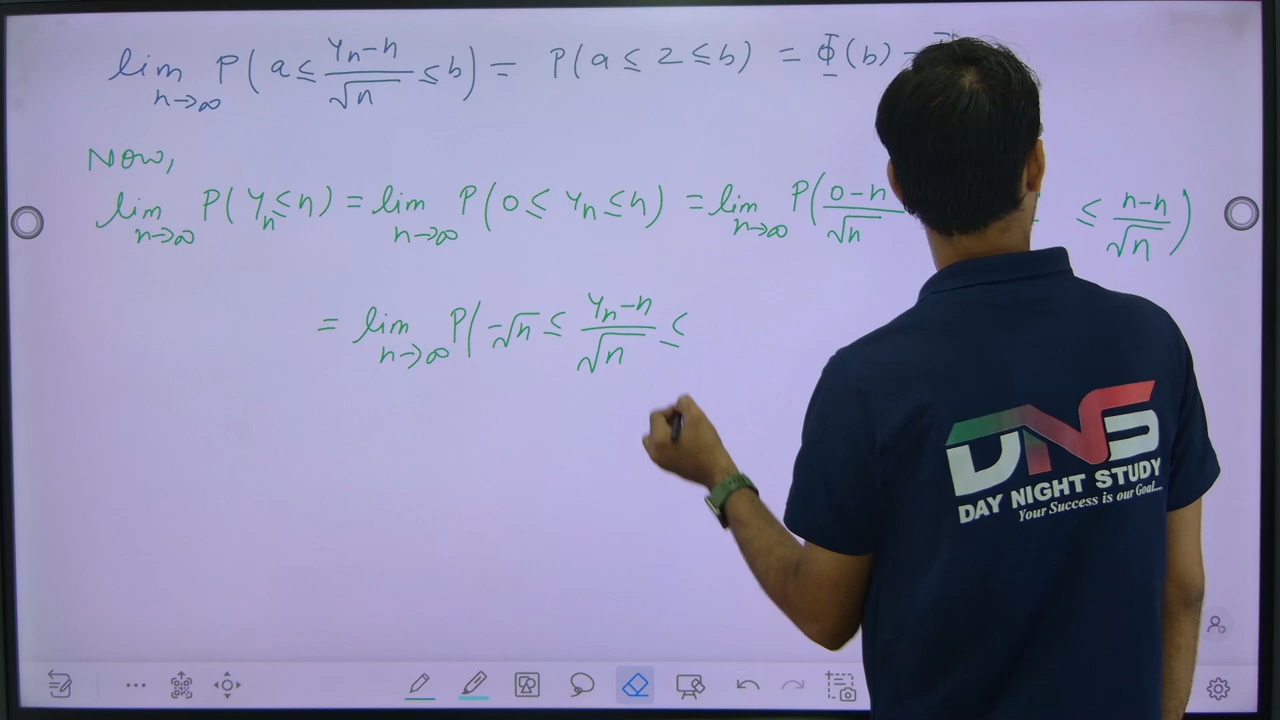 lim n→∞ P(a ≤ Yn-n/√n ≤ b) = P(a ≤ Z ≤ b) = Φ(b) -
Now,
lim n→∞ P(Yn ≤ n) = lim n→∞ P(0 ≤ Yn ≤ n) = lim n→∞ P(0-n/√n ≤ n-n/√n)
= lim n→∞ P(-√n ≤ Yn-n/√n ≤
DNS
DAY NIGHT STUDY
Your Success is our Goal...